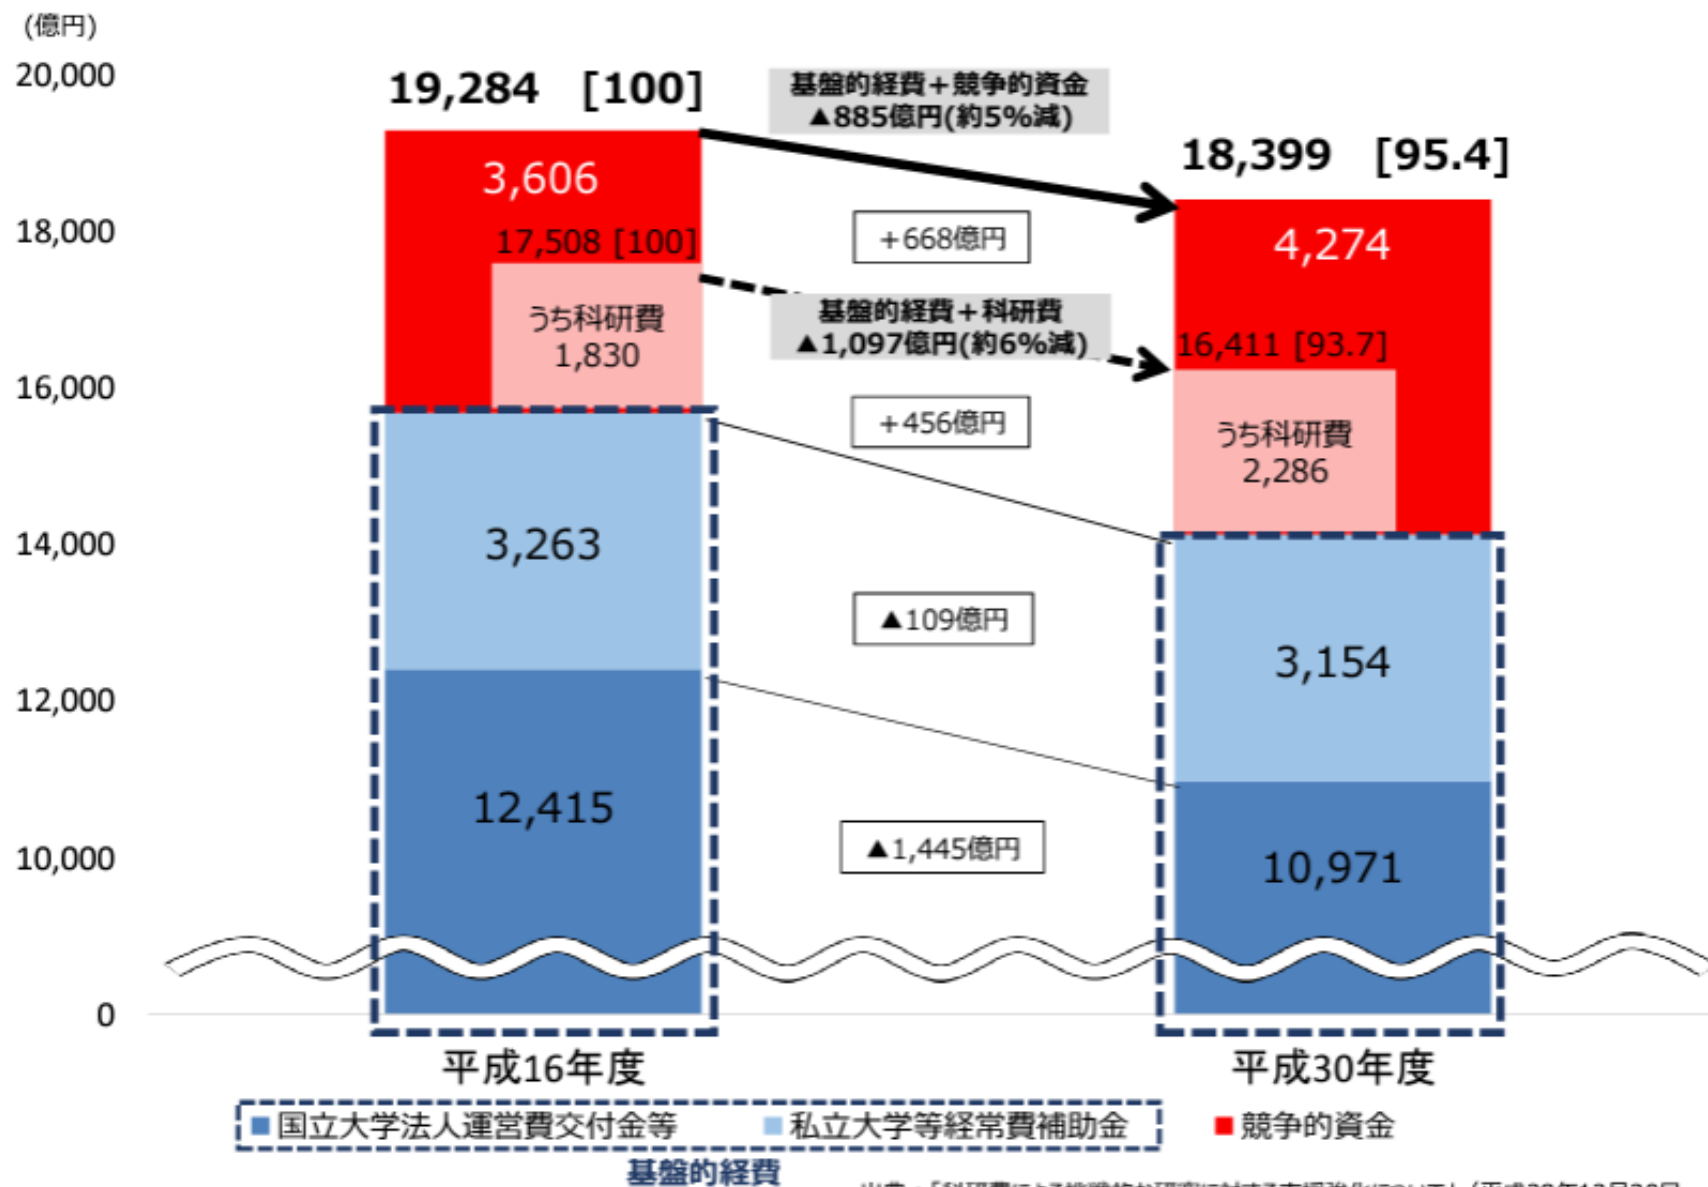 (億円)
20,000
18,000
16,000
14,000
12,000
10,000
0
19,284 [100]
3,606
17,508 [100]
うち科研費
1,830
3,263
12,415
平成16年度
基盤的経費＋競争的資金
▲885億円(約5%減)
＋668億円
基盤的経費＋科研費
▲1,097億円(約6%減)
＋456億円
▲109億円
▲1,445億円
18,399 [95.4]
4,274
16,411 [93.7]
うち科研費
2,286
3,154
10,971
平成30年度
国立大学法人運営費交付金等 私立大学等経常費補助金 競争的資金
基盤的経費